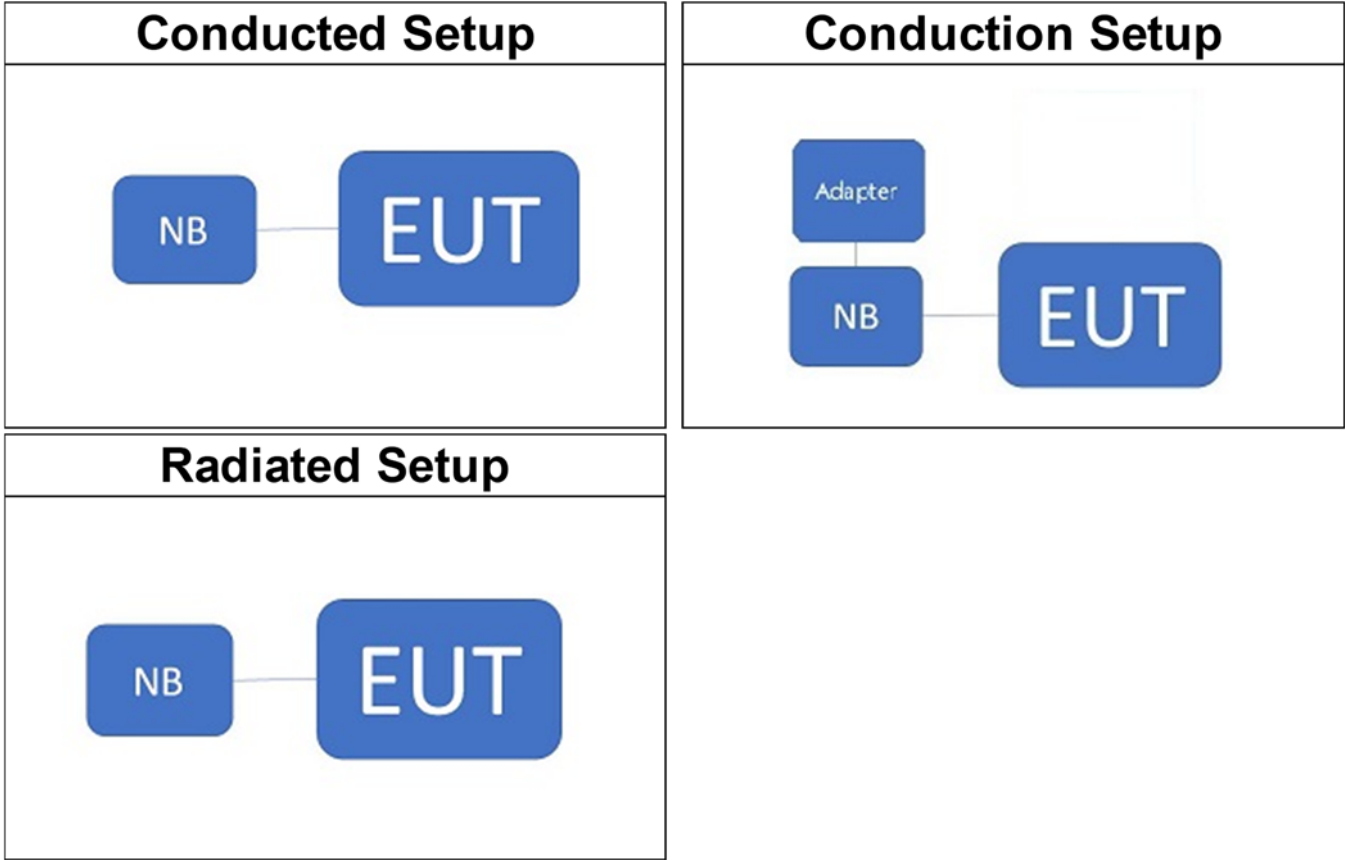 Conducted Setup
NB
EUT
Conduction Setup
Adapter
NB
EUT
Radiated Setup
NB
EUT